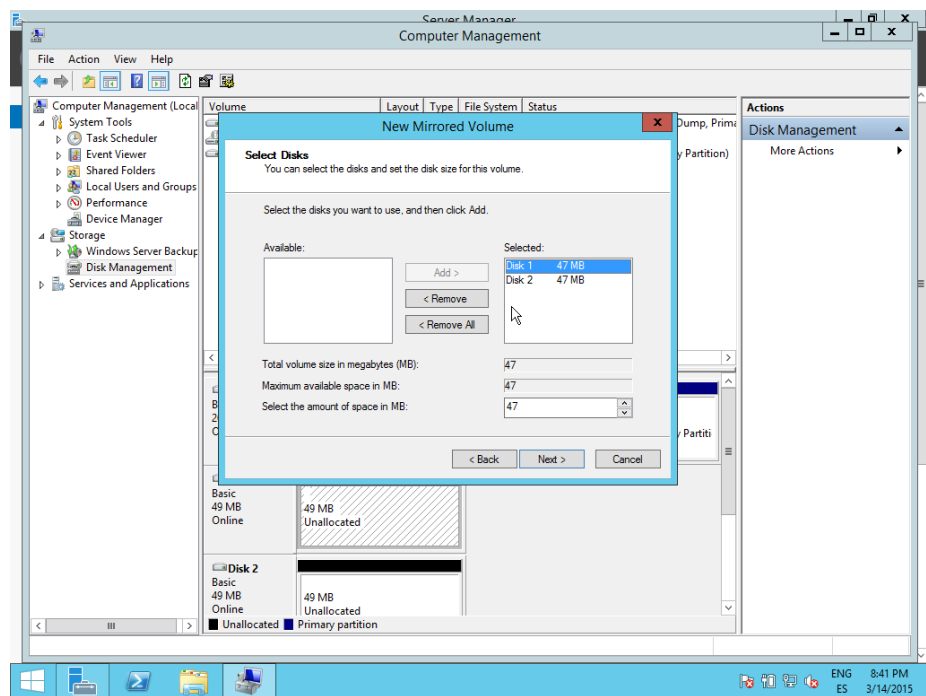 Server Manager
Computer Management
File Action View Help
Computer Management (Local
System Tools
Task Scheduler
Event Viewer
Shared Folders
Local Users and Groups
Performance
Device Manager
Storage
Windows Server Backup
Disk Management
Services and Applications
Volume Layout Type File System Status
Dump, Prima
y Partition)
Actions
Disk Management
More Actions
New Mirrored Volume
x
Select Disks
You can select the disks and set the disk size for this volume.
Select the disks you want to use, and then click Add.
Available:
Add >
< Remove
< Remove All
Selected:
Disk 1 47 MB
Disk 2 47 MB
Total volume size in megabytes (MB): 47
Maximum available space in MB: 47
Select the amount of space in MB: 47
< Back Next > Cancel
y Partiti
Basic
49 MB
Online
49 MB
Unallocated
Disk 2
Basic
49 MB
Online
49 MB
Unallocated
Unallocated Primary partition
ENG
ES
8:41 PM
3/14/2015